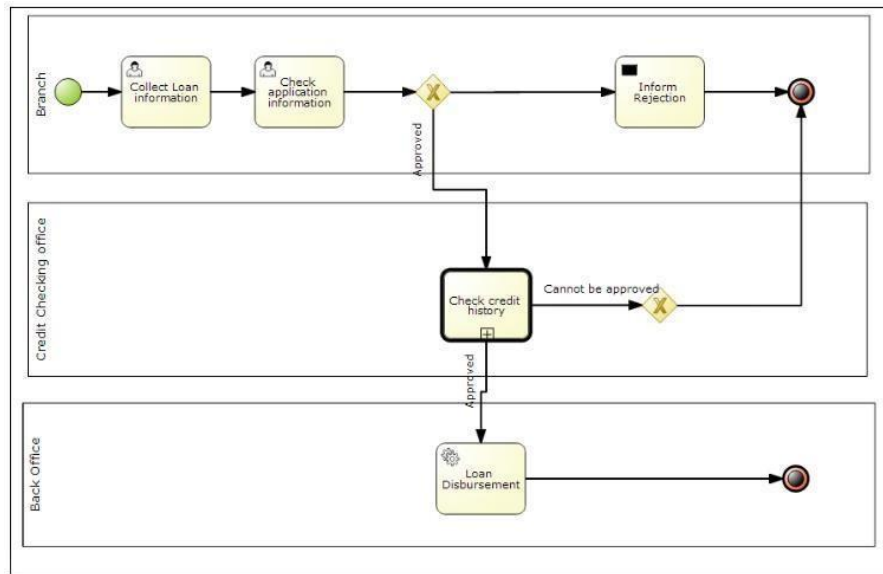 Branch
Collect Loan
information
Check
application
information
Inform
Rejection
Approved
Credit Checking office
Check credit
history
Cannot be approved
Approved
Back Office
Loan
Disbursement